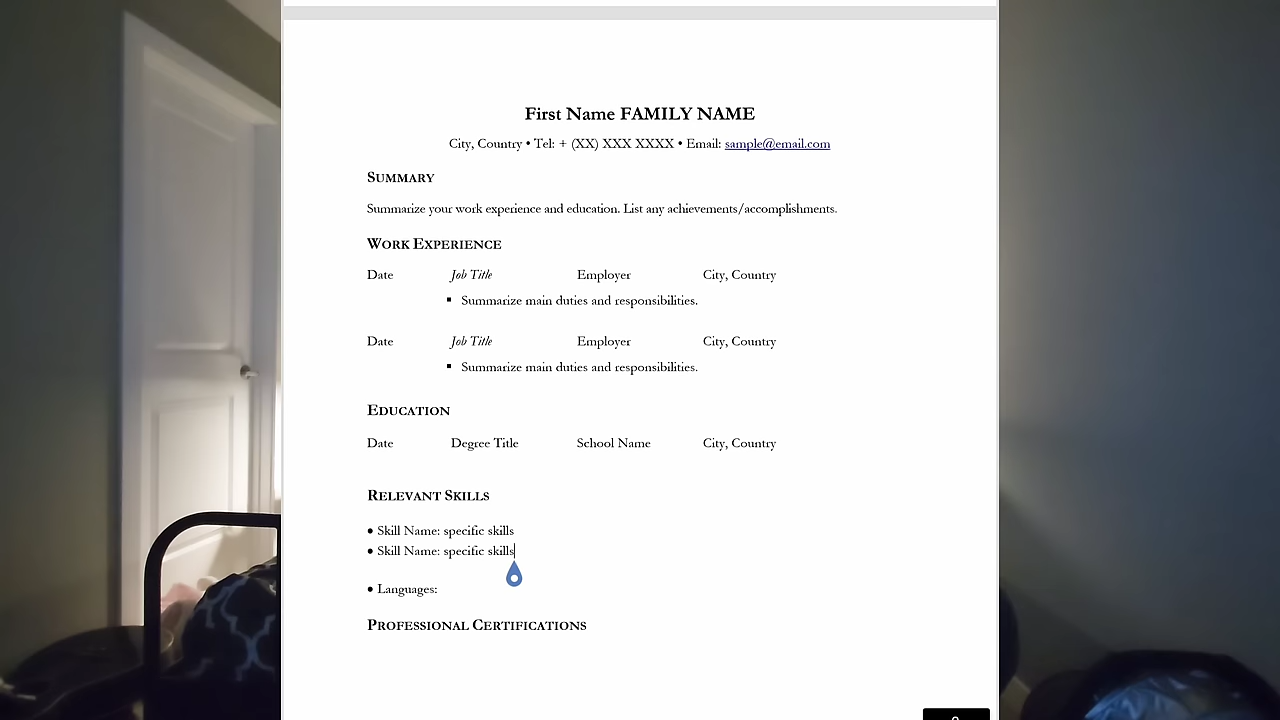 First Name FAMILY NAME
City, Country • Tel: + (XX) XXX XXXX • Email: sample@email.com
SUMMARY
Summarize your work experience and education. List any achievements/accomplishments.
WORK EXPERIENCE
Date Job Title Employer City, Country
▪ Summarize main duties and responsibilities.
Date Job Title Employer City, Country
▪ Summarize main duties and responsibilities.
EDUCATION
Date Degree Title School Name City, Country
RELEVANT SKILLS
• Skill Name: specific skills
• Skill Name: specific skills
• Languages:
PROFESSIONAL CERTIFICATIONS